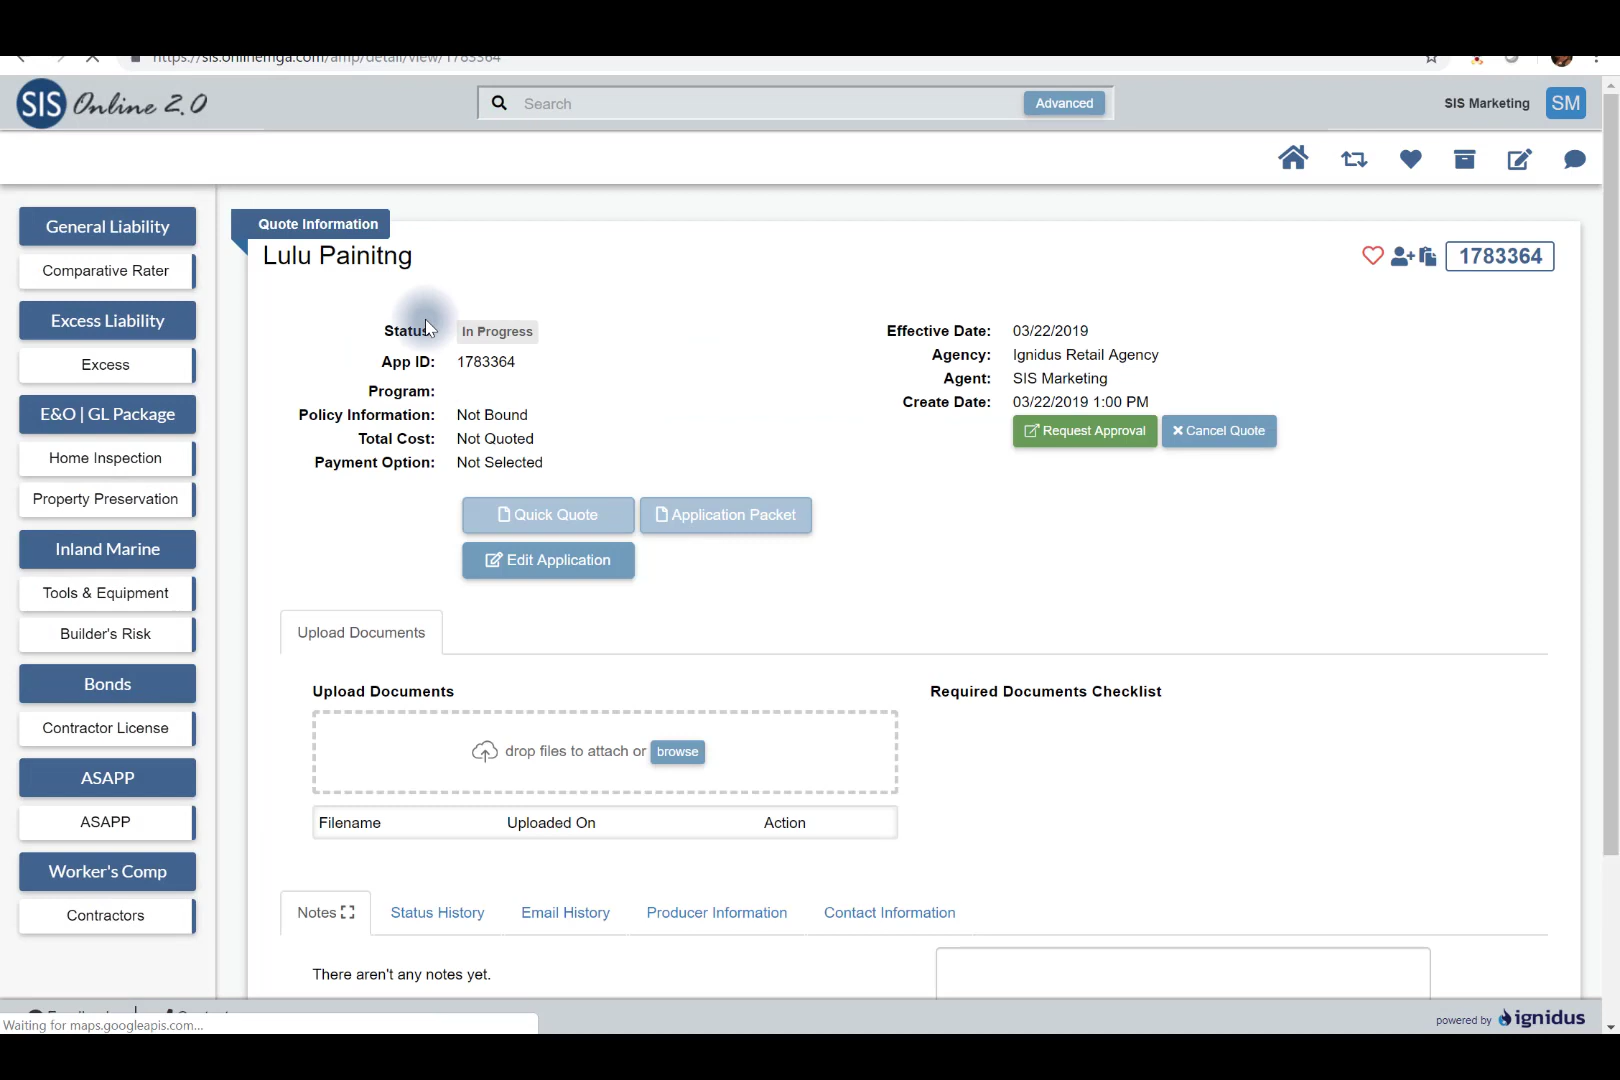 https://sis.onlinemga.com/amp/detail/view/1783364
SIS Online 2.0
Search
Advanced
SIS Marketing
SM
General Liability
Comparative Rater
Excess Liability
Excess
E&O | GL Package
Home Inspection
Property Preservation
Inland Marine
Tools & Equipment
Builder's Risk
Bonds
Contractor License
ASAPP
ASAPP
Worker's Comp
Contractors
Quote Information
Lulu Painitng
1783364
Status: In Progress
App ID: 1783364
Program:
Policy Information: Not Bound
Total Cost: Not Quoted
Payment Option: Not Selected
Effective Date: 03/22/2019
Agency: Ignidus Retail Agency
Agent: SIS Marketing
Create Date: 03/22/2019 1:00 PM
Request Approval
Cancel Quote
Quick Quote
Application Packet
Edit Application
Upload Documents
Upload Documents
Required Documents Checklist
drop files to attach or browse
Filename Uploaded On Action
Notes Status History Email History Producer Information Contact Information
There aren't any notes yet.
Waiting for maps.googleapis.com...
powered by ignidus